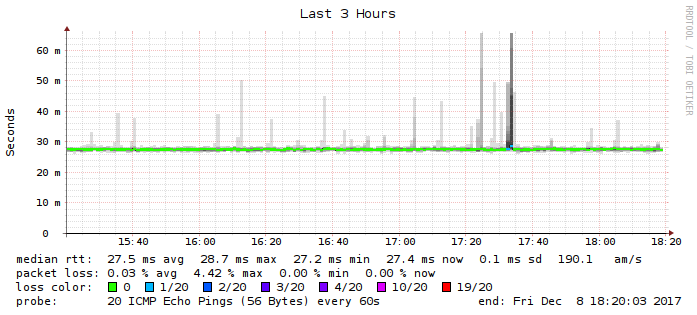 Last 3 Hours
RRDTOOL / TOBI OETIKER
Seconds
60 m
50 m
40 m
30 m
20 m
10 m
0
15:40 16:00 16:20 16:40 17:00 17:20 17:40 18:00 18:20
median rtt: 27.5 ms avg 28.7 ms max 27.2 ms min 27.4 ms now 0.1 ms sd 190.1 am/s
packet loss: 0.03 % avg 4.42 % max 0.00 % min 0.00 % now
loss color: 0 1/20 2/20 3/20 4/20 10/20 19/20
probe: 20 ICMP Echo Pings (56 Bytes) every 60s end: Fri Dec 8 18:20:03 2017